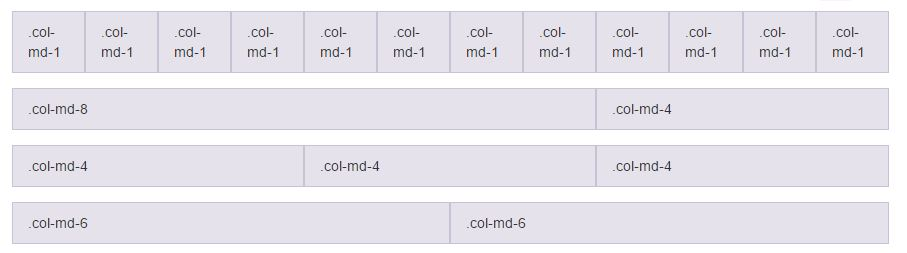 .col- .col- .col- .col- .col- .col- .col- .col- .col- .col- .col- .col-
md-1 md-1 md-1 md-1 md-1 md-1 md-1 md-1 md-1 md-1 md-1 md-1
.col-md-8 .col-md-4
.col-md-4 .col-md-4 .col-md-4
.col-md-6 .col-md-6